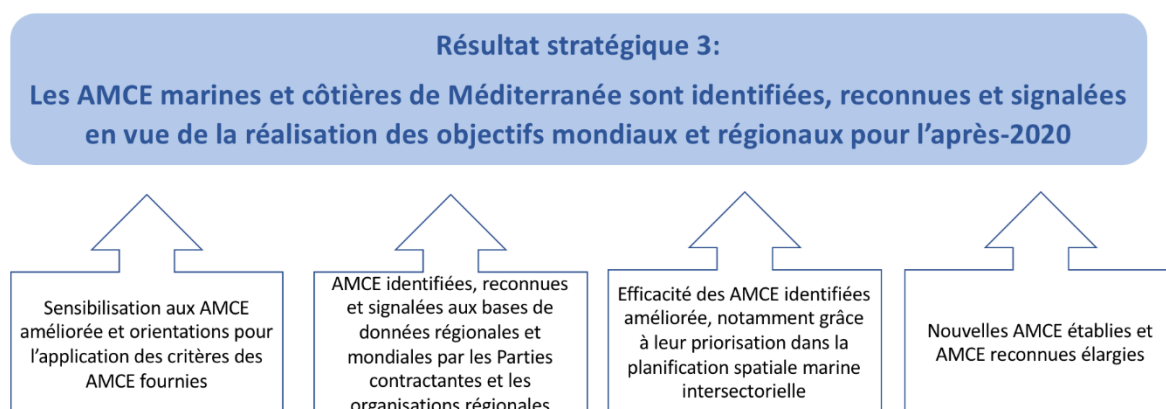 Résultat stratégique 3:
Les AMCE marines et côtières de Méditerranée sont identifiées, reconnues et signalées
en vue de la réalisation des objectifs mondiaux et régionaux pour l’après-2020
Sensibilisation aux AMCE
améliorée et orientations pour
l’application des critères des
AMCE fournies
AMCE identifiées, reconnues
et signalées aux bases de
données régionales et
mondiales par les Parties
contractantes et les
organisations régionales
Efficacité des AMCE identifiées
améliorée, notamment grâce
à leur priorisation dans la
planification spatiale marine
intersectorielle
Nouvelles AMCE établies et
AMCE reconnues élargies